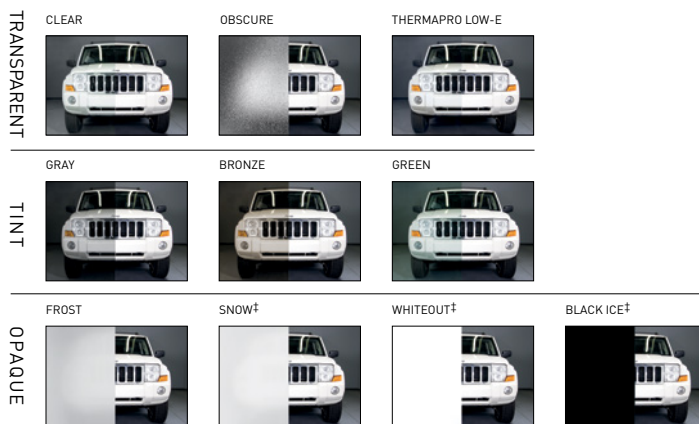 TRANSPARENT
CLEAR
OBSCURE
THERMAPRO LOW-E
TINT
GRAY
BRONZE
GREEN
OPAQUE
FROST
SNOW‡
WHITEOUT‡
BLACK ICE‡